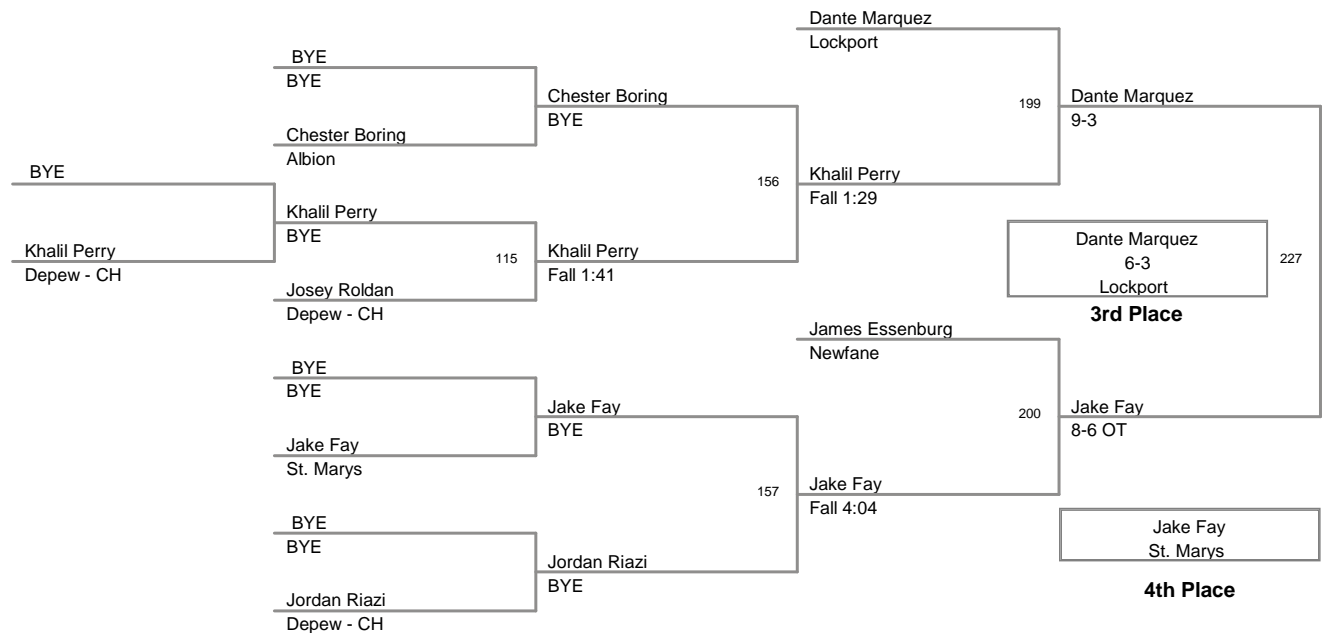 Dante Marquez
Lockport
BYE
BYE
Chester Boring
BYE
199
Dante Marquez
9-3
Chester Boring
Albion
BYE
156
Khalil Perry
Fall 1:29
Khalil Perry
BYE
Khalil Perry
Depew - CH
115
Khalil Perry
Fall 1:41
Dante Marquez
6-3
Lockport
227
Josey Roldan
Depew - CH
3rd Place
James Essenburg
Newfane
BYE
BYE
Jake Fay
BYE
200
Jake Fay
8-6 OT
Jake Fay
St. Marys
157
Jake Fay
Fall 4:04
BYE
BYE
Jake Fay
St. Marys
Jordan Riazi
BYE
4th Place
Jordan Riazi
Depew - CH